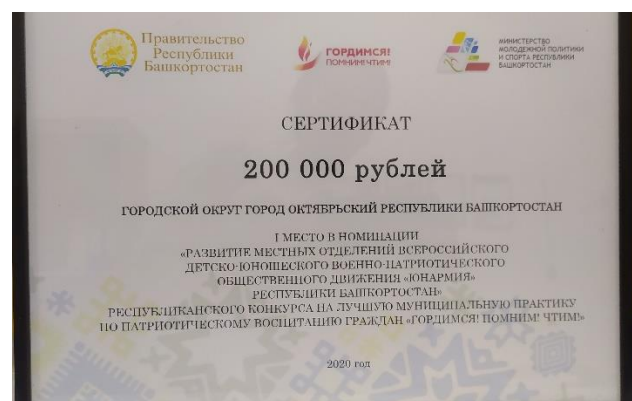 Правительство
Республики
Башкортостан
ГОРДИМСЯ!
ПОМНИМ! ЧТИМ!
МИНИСТЕРСТВО
МОЛОДЕЖНОЙ ПОЛИТИКИ
И СПОРТА РЕСПУБЛИКИ
БАШКОРТОСТАН
СЕРТИФИКАТ
200 000 рублей
ГОРОДСКОЙ ОКРУГ ГОРОД ОКТЯБРЬСКИЙ РЕСПУБЛИКИ БАШКОРТОСТАН
I МЕСТО В НОМИНАЦИИ
«РАЗВИТИЕ МЕСТНЫХ ОТДЕЛЕНИЙ ВСЕРОССИЙСКОГО
ДЕТСКО-ЮНОШЕСКОГО ВОЕННО-ПАТРИОТИЧЕСКОГО
ОБЩЕСТВЕННОГО ДВИЖЕНИЯ «ЮНАРМИЯ»
РЕСПУБЛИКИ БАШКОРТОСТАН»
РЕСПУБЛИКАНСКОГО КОНКУРСА НА ЛУЧШУЮ МУНИЦИПАЛЬНУЮ ПРАКТИКУ
ПО ПАТРИОТИЧЕСКОМУ ВОСПИТАНИЮ ГРАЖДАН «ГОРДИМСЯ! ПОМНИМ! ЧТИМ!»
2020 год